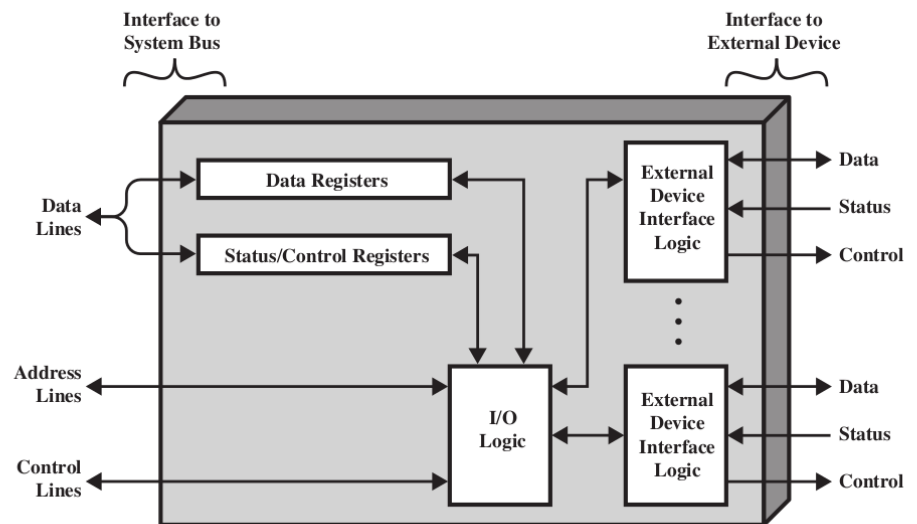 Interface to
System Bus
Interface to
External Device
Data Registers
Status/Control Registers
Data
Lines
Address
Lines
Control
Lines
I/O
Logic
External
Device
Interface
Logic
Data
Status
Control
External
Device
Interface
Logic
Data
Status
Control